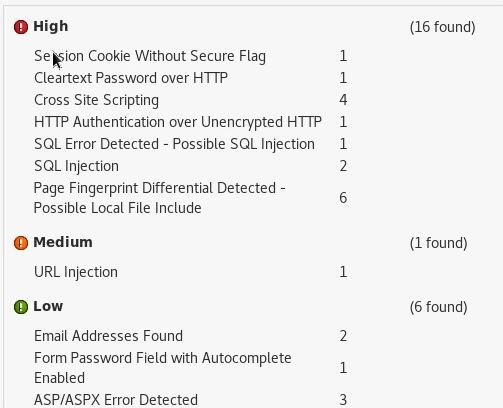 High (16 found)
Session Cookie Without Secure Flag 1
Cleartext Password over HTTP 1
Cross Site Scripting 4
HTTP Authentication over Unencrypted HTTP 1
SQL Error Detected - Possible SQL Injection 1
SQL Injection 2
Page Fingerprint Differential Detected -
Possible Local File Include 6
Medium (1 found)
URL Injection 1
Low (6 found)
Email Addresses Found 2
Form Password Field with Autocomplete
Enabled 1
ASP/ASPX Error Detected 3